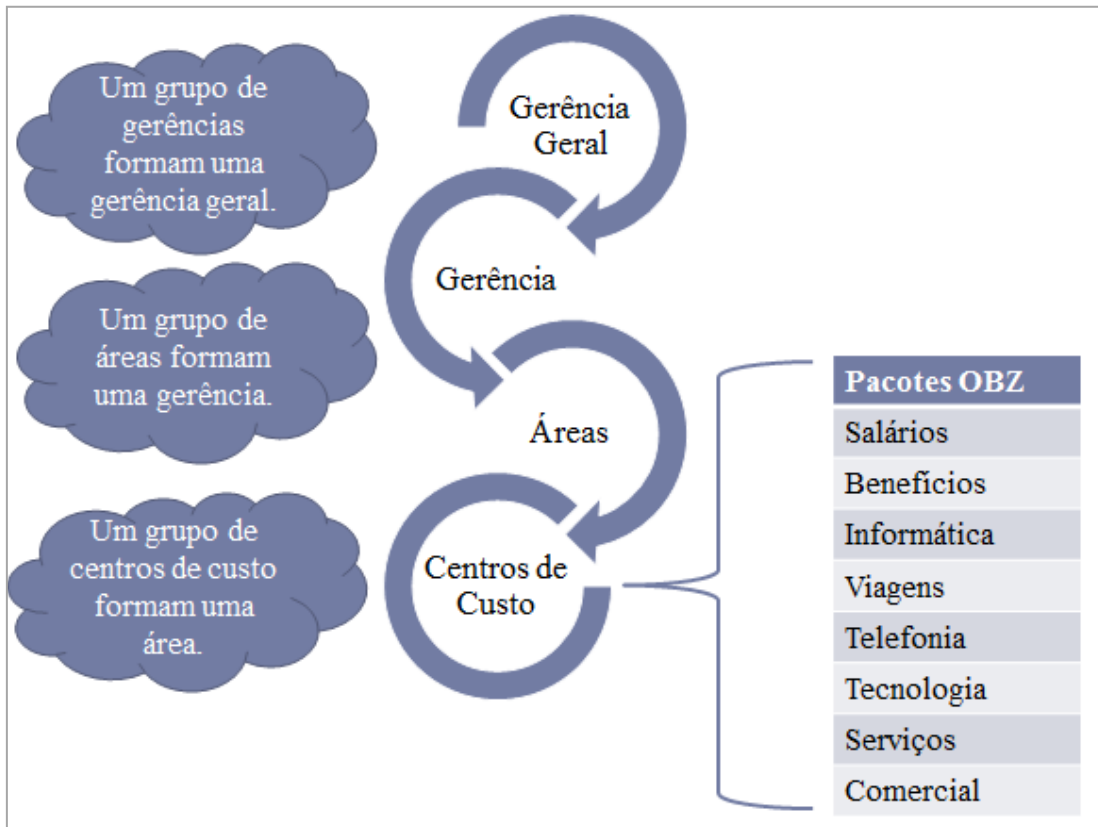 Um grupo de
gerências
formam uma
gerência geral.
Gerência
Geral
Um grupo de
áreas formam
uma gerência.
Gerência
Áreas
Um grupo de
centros de custo
formam uma
área.
Centros de
Custo
Pacotes OBZ
Salários
Benefícios
Informática
Viagens
Telefonia
Tecnologia
Serviços
Comercial